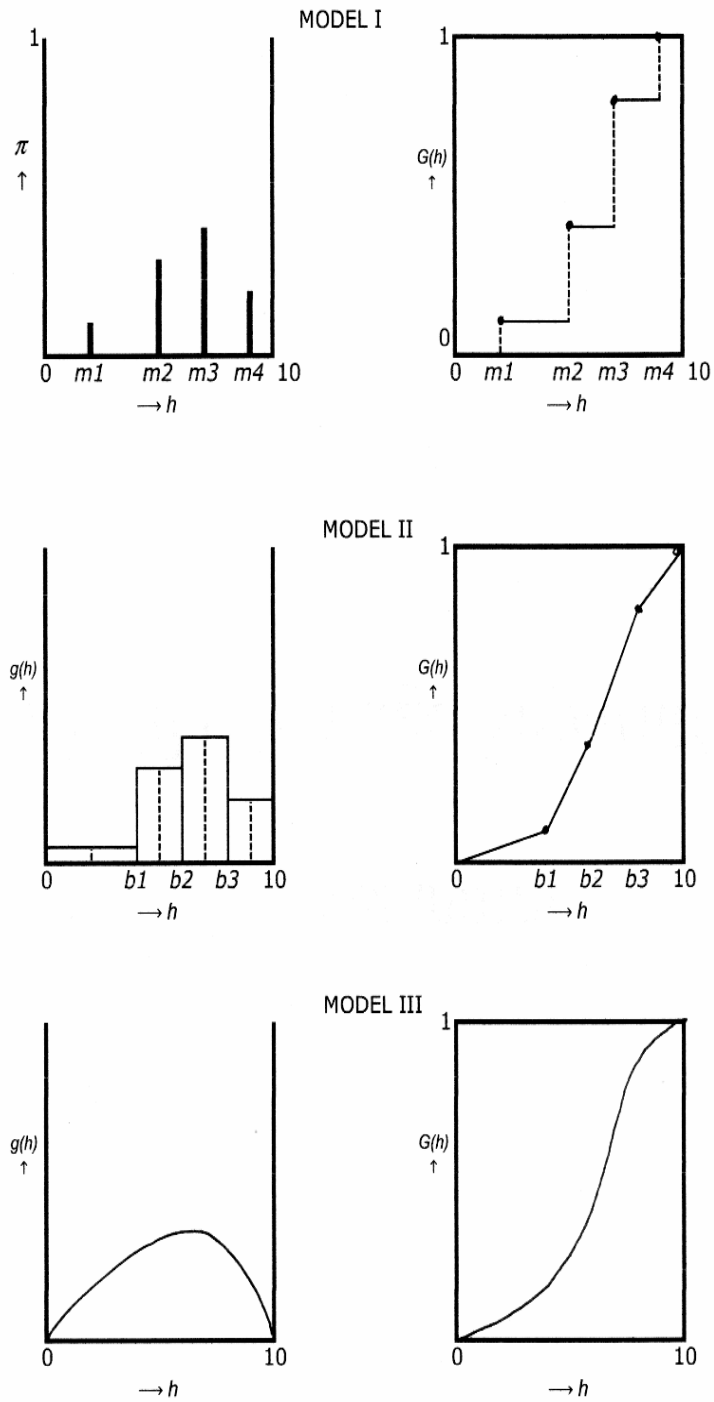 MODEL I
1
π
↑
0 m1 m2 m3 m4 10
→ h
1
G(h)
↑
0
0 m1 m2 m3 m4 10
→ h
MODEL II
g(h)
↑
0 b1 b2 b3 10
→ h
1
G(h)
↑
0 b1 b2 b3 10
→ h
MODEL III
g(h)
↑
0 10
→ h
1
G(h)
↑
0 10
→ h